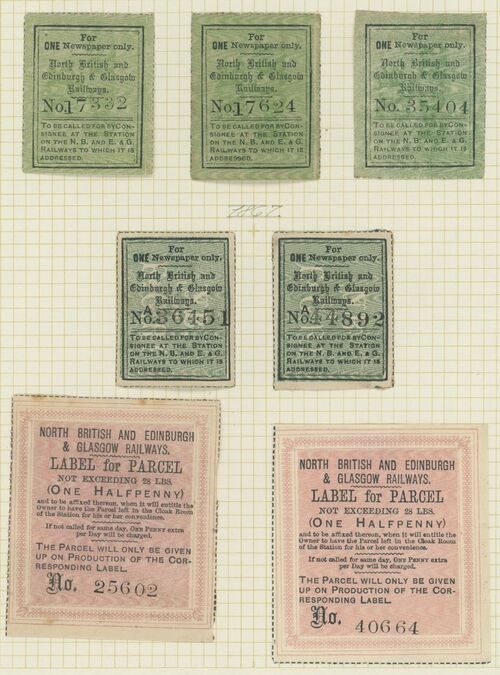 For
ONE Newspaper only.
North British and
Edinburgh & Glasgow
Railways.
No. 17332
TO BE CALLED FOR BY CON-
SIGNEE AT THE STATION
ON THE N. B. AND E. & G.
RAILWAYS TO WHICH IT IS
ADDRESSED.
For
ONE Newspaper only.
North British and
Edinburgh & Glasgow
Railways.
No. 17624
TO BE CALLED FOR BY CON-
SIGNEE AT THE STATION
ON THE N. B. AND E. & G.
RAILWAYS TO WHICH IT IS
ADDRESSED.
For
ONE Newspaper only.
North British and
Edinburgh & Glasgow
Railways.
No. 35404
TO BE CALLED FOR BY CON-
SIGNEE AT THE STATION
ON THE N. B. AND E. & G.
RAILWAYS TO WHICH IT IS
ADDRESSED.
1867.
For
ONE Newspaper only.
North British and
Edinburgh & Glasgow
Railways.
A
No. 36451
TO BE CALLED FOR BY CON-
SIGNEE AT THE STATION
ON THE N. B. AND E. & G.
RAILWAYS TO WHICH IT IS
ADDRESSED.
For
ONE Newspaper only.
North British and
Edinburgh & Glasgow
Railways.
A
No. 44892
TO BE CALLED FOR BY CON-
SIGNEE AT THE STATION
ON THE N. B. AND E. & G.
RAILWAYS TO WHICH IT IS
ADDRESSED.
NORTH BRITISH AND EDINBURGH
& GLASGOW RAILWAYS.
LABEL for PARCEL
NOT EXCEEDING 28 LBS.
(ONE HALFPENNY)
and to be affixed thereon, when it will entitle the
Owner to have the Parcel left in the Cloak Room
of the Station for his or her convenience.
If not called for same day, ONE PENNY extra
per Day will be charged.
THE PARCEL WILL ONLY BE GIVEN
UP ON PRODUCTION OF THE COR-
RESPONDING LABEL.
No. 25602
NORTH BRITISH AND EDINBURGH
& GLASGOW RAILWAYS.
LABEL for PARCEL
NOT EXCEEDING 28 LBS.
(ONE HALFPENNY)
and to be affixed thereon, when it will entitle the
Owner to have the Parcel left in the Cloak Room
of the Station for his or her convenience.
If not called for same day, ONE PENNY extra
per Day will be charged.
THE PARCEL WILL ONLY BE GIVEN
UP ON PRODUCTION OF THE COR-
RESPONDING LABEL.
No. 40664